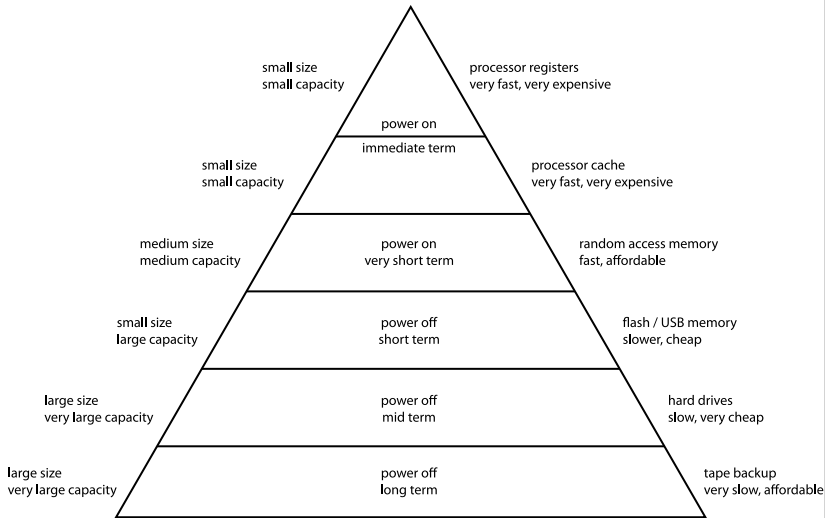 small size
small capacity
processor registers
very fast, very expensive
power on
immediate term
small size
small capacity
processor cache
very fast, very expensive
medium size
medium capacity
power on
very short term
random access memory
fast, affordable
small size
large capacity
power off
short term
flash / USB memory
slower, cheap
large size
very large capacity
power off
mid term
hard drives
slow, very cheap
large size
very large capacity
power off
long term
tape backup
very slow, affordable